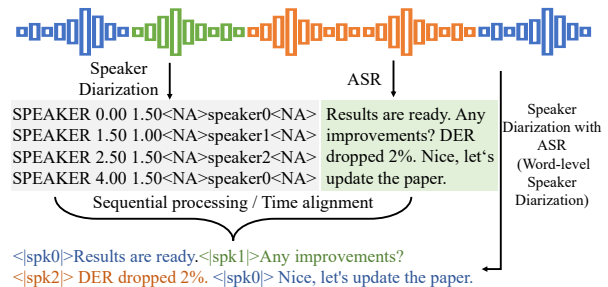 Speaker
Diarization
ASR
SPEAKER 0.00 1.50<NA>speaker0<NA>
SPEAKER 1.50 1.00<NA>speaker1<NA>
SPEAKER 2.50 1.50<NA>speaker2<NA>
SPEAKER 4.00 1.50<NA>speaker0<NA>
Results are ready. Any
improvements? DER
dropped 2%. Nice, let‘s
update the paper.
Speaker
Diarization with
ASR
(Word-level
Speaker
Diarization)
Sequential processing / Time alignment
<|spk0|>Results are ready.<|spk1|>Any improvements?
<|spk2|> DER dropped 2%. <|spk0|> Nice, let's update the paper.